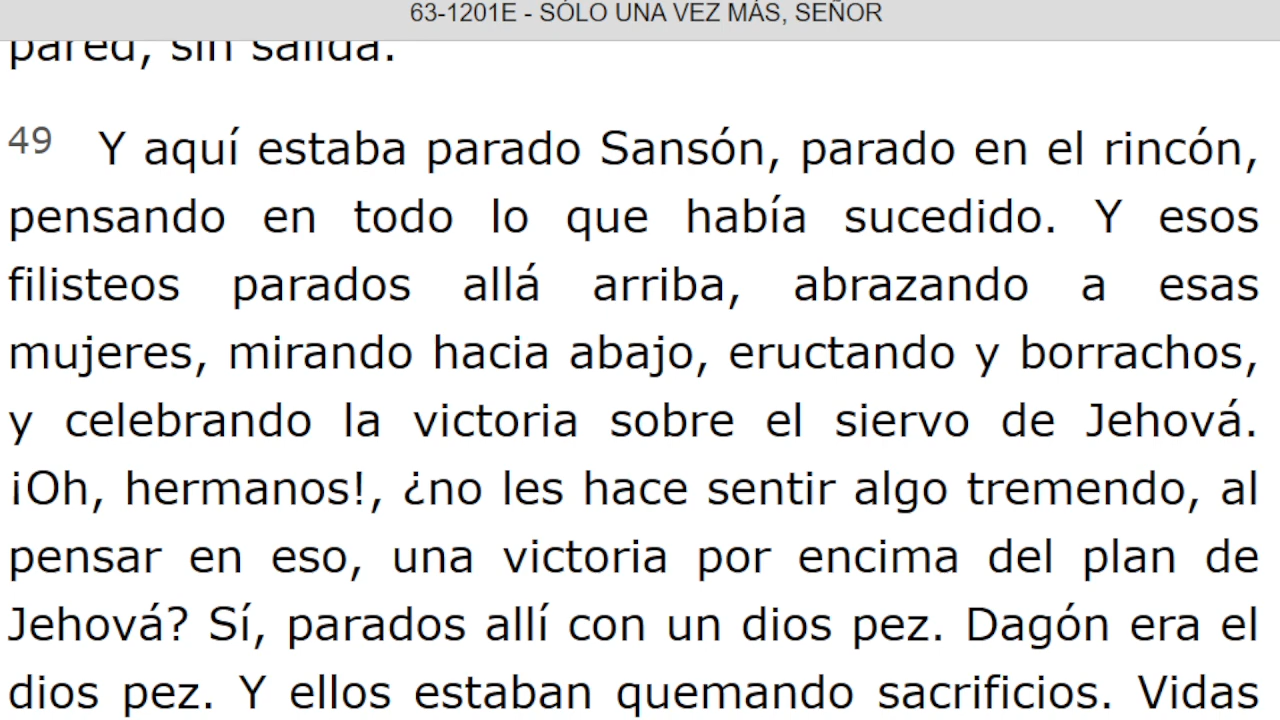 63-1201E - SÓLO UNA VEZ MÁS, SEÑOR
pared, sin salida.
49 Y aquí estaba parado Sansón, parado en el rincón,
pensando en todo lo que había sucedido. Y esos
filisteos parados allá arriba, abrazando a esas
mujeres, mirando hacia abajo, eructando y borrachos,
y celebrando la victoria sobre el siervo de Jehová.
¡Oh, hermanos!, ¿no les hace sentir algo tremendo, al
pensar en eso, una victoria por encima del plan de
Jehová? Sí, parados allí con un dios pez. Dagón era el
dios pez. Y ellos estaban quemando sacrificios. Vidas